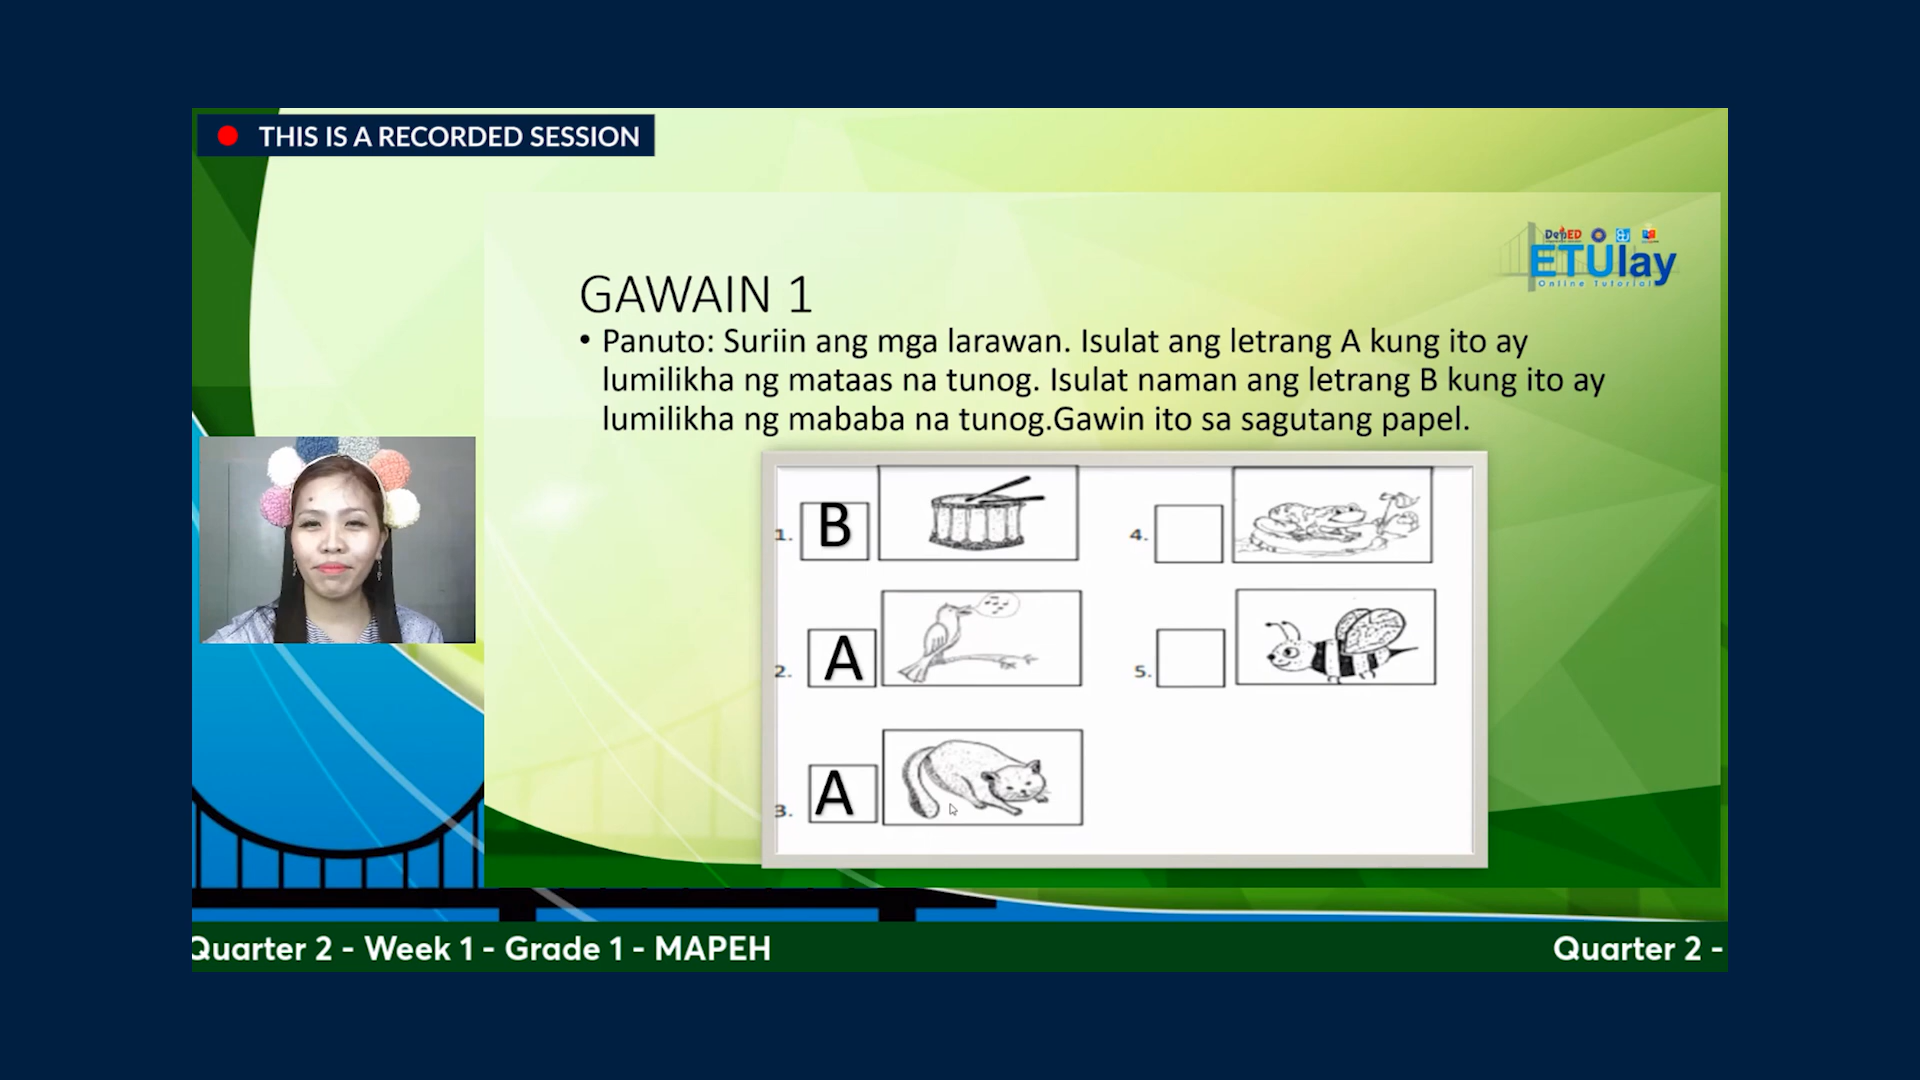 THIS IS A RECORDED SESSION
DepED
ETUlay
Online Tutorial
GAWAIN 1
• Panuto: Suriin ang mga larawan. Isulat ang letrang A kung ito ay
lumilikha ng mataas na tunog. Isulat naman ang letrang B kung ito ay
lumilikha ng mababa na tunog.Gawin ito sa sagutang papel.
1. B
2. A
3. A
4.
5.
Quarter 2 - Week 1 - Grade 1 - MAPEH
Quarter 2 -